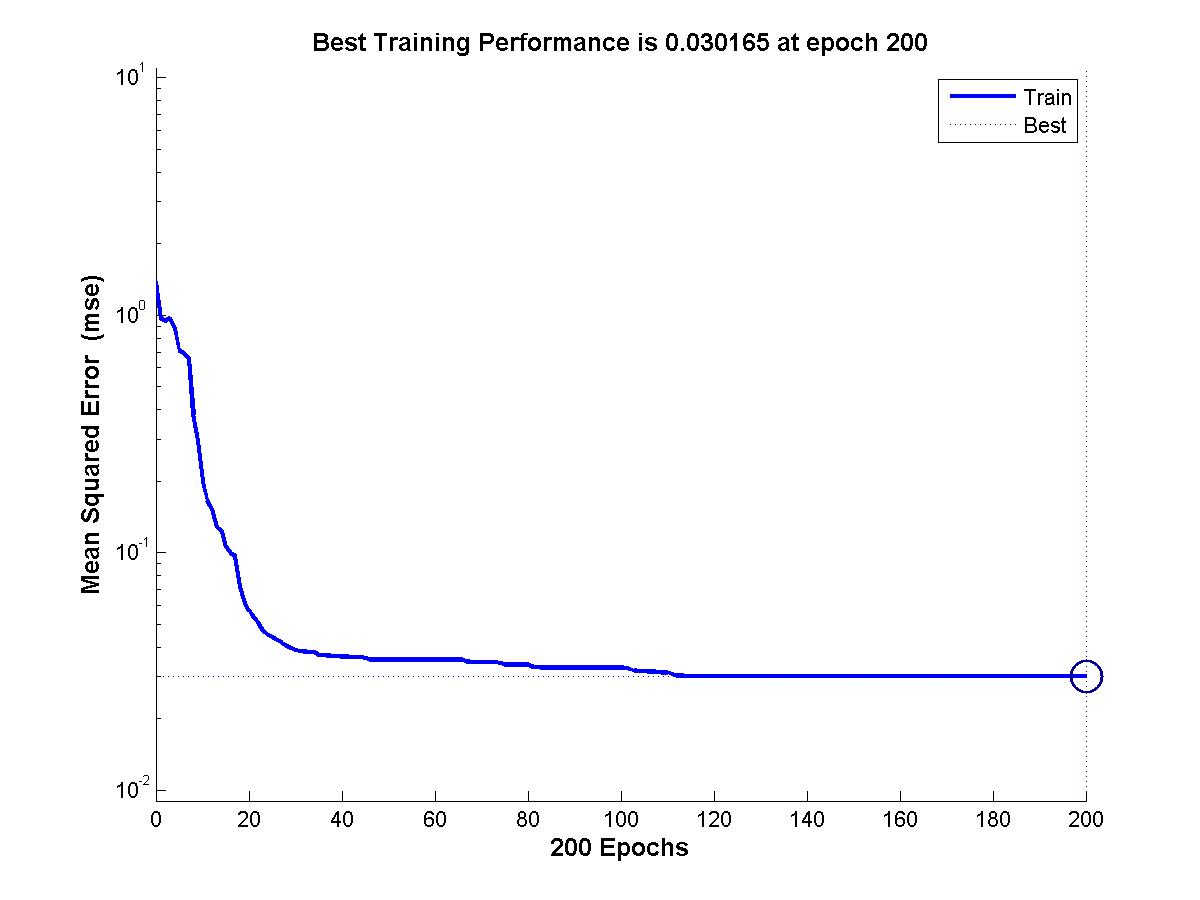 Best Training Performance is 0.030165 at epoch 200
10^1
Train
Best
10^0
10^-1
10^-2
Mean Squared Error (mse)
0 20 40 60 80 100 120 140 160 180 200
200 Epochs